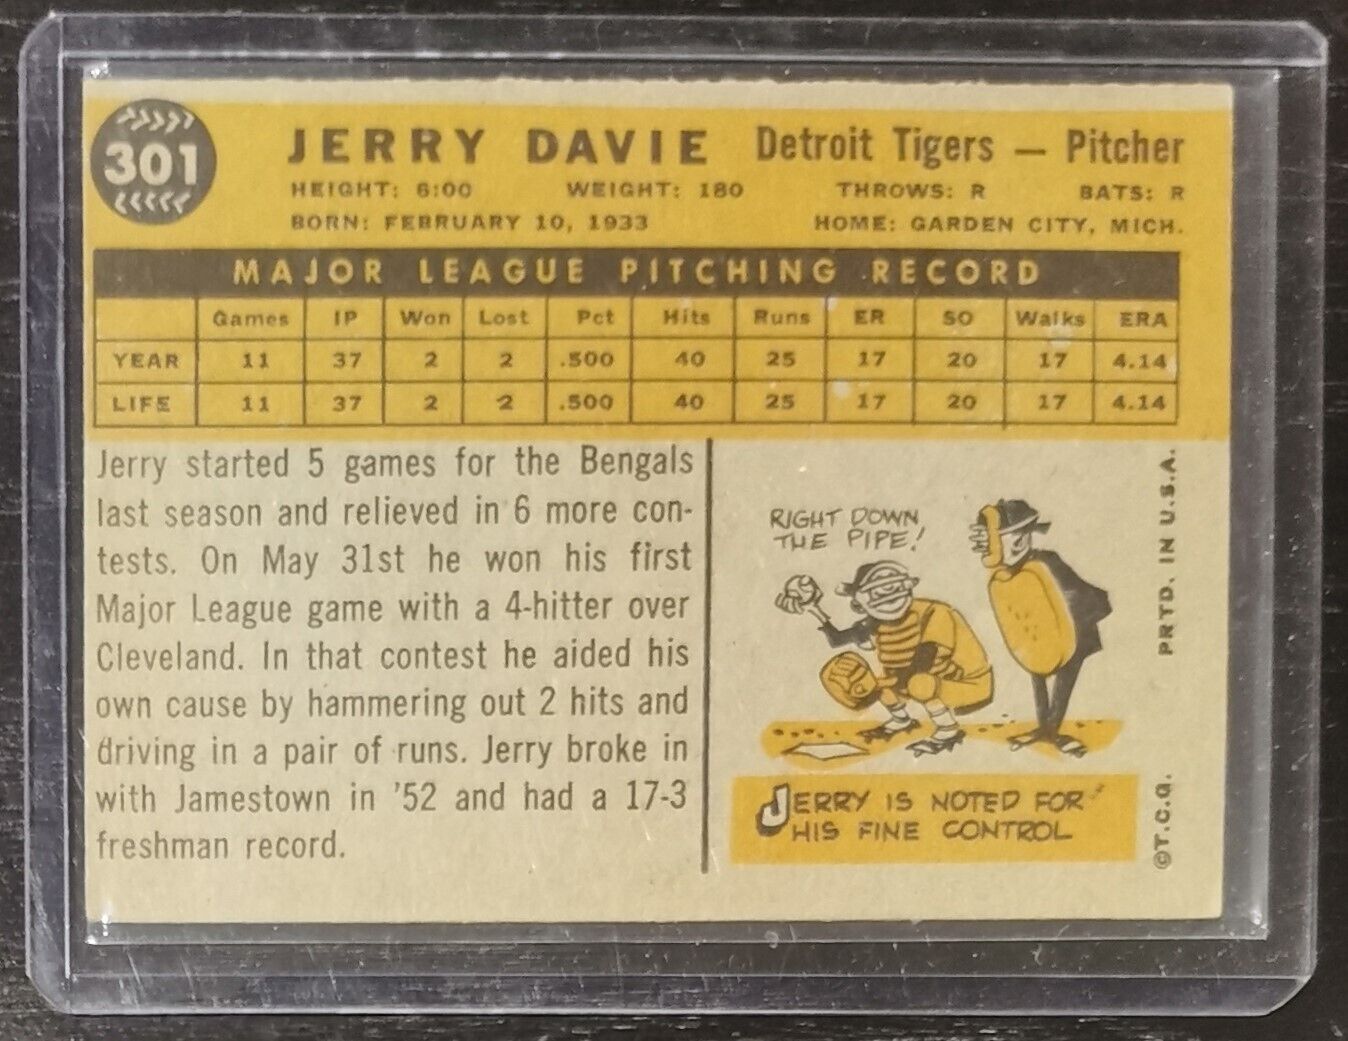 301
JERRY DAVIE Detroit Tigers — Pitcher
HEIGHT: 6:00 WEIGHT: 180 THROWS: R BATS: R
BORN: FEBRUARY 10, 1933 HOME: GARDEN CITY, MICH.
MAJOR LEAGUE PITCHING RECORD
Games IP Won Lost Pct Hits Runs ER SO Walks ERA
YEAR 11 37 2 2 .500 40 25 17 20 17 4.14
LIFE 11 37 2 2 .500 40 25 17 20 17 4.14
Jerry started 5 games for the Bengals
last season and relieved in 6 more con-
tests. On May 31st he won his first
Major League game with a 4-hitter over
Cleveland. In that contest he aided his
own cause by hammering out 2 hits and
driving in a pair of runs. Jerry broke in
with Jamestown in '52 and had a 17-3
freshman record.
RIGHT DOWN
THE PIPE!
JERRY IS NOTED FOR
HIS FINE CONTROL
©T.C.G. PRTD. IN U.S.A.